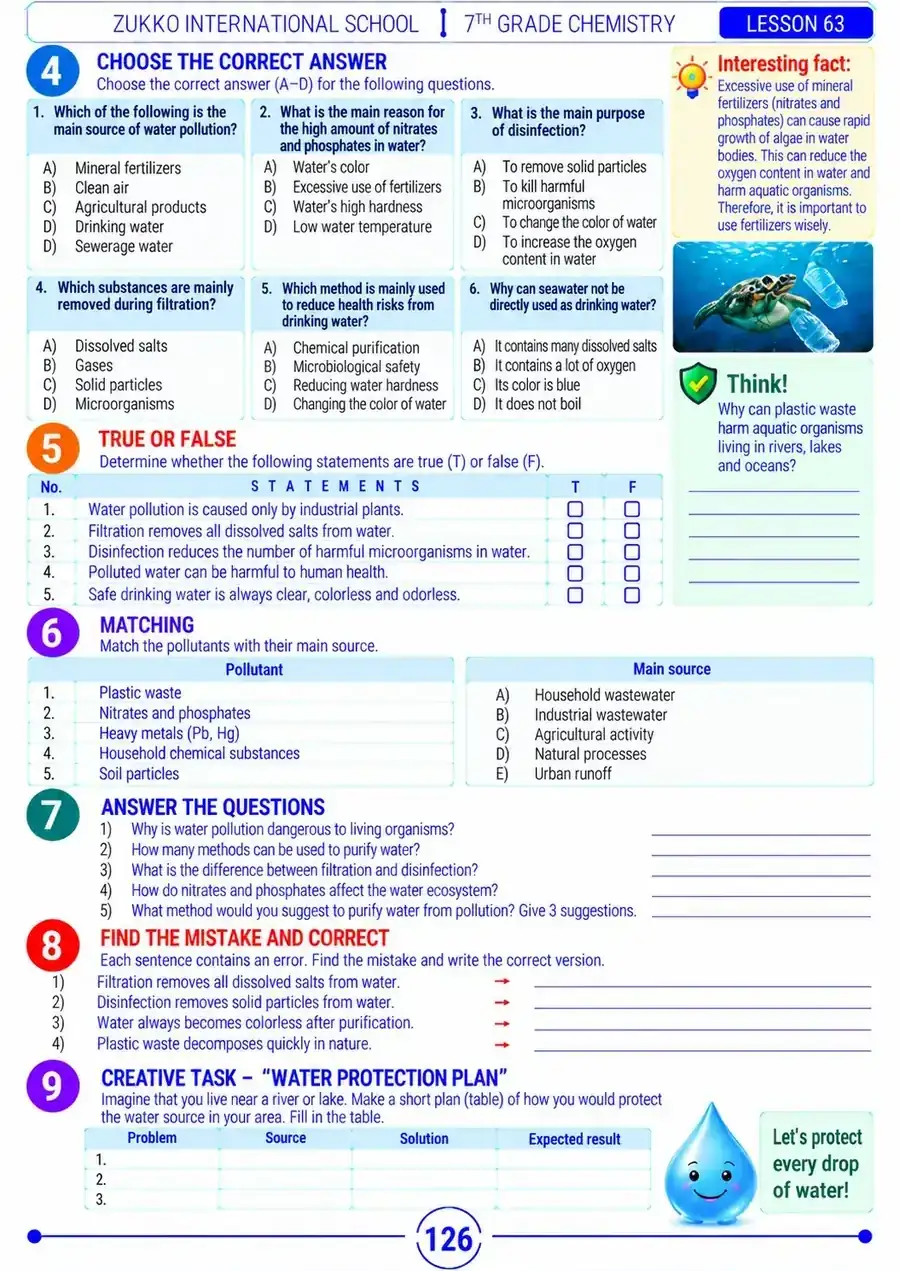 ZUKKO INTERNATIONAL SCHOOL | 7TH GRADE CHEMISTRY LESSON 63
4 CHOOSE THE CORRECT ANSWER
Choose the correct answer (A–D) for the following questions.
1. Which of the following is the
main source of water pollution?
A) Mineral fertilizers
B) Clean air
C) Agricultural products
D) Drinking water
D) Sewerage water
2. What is the main reason for
the high amount of nitrates
and phosphates in water?
A) Water's color
B) Excessive use of fertilizers
C) Water's high hardness
D) Low water temperature
3. What is the main purpose
of disinfection?
A) To remove solid particles
B) To kill harmful
microorganisms
C) To change the color of water
D) To increase the oxygen
content in water
4. Which substances are mainly
removed during filtration?
A) Dissolved salts
B) Gases
C) Solid particles
D) Microorganisms
5. Which method is mainly used
to reduce health risks from
drinking water?
A) Chemical purification
B) Microbiological safety
C) Reducing water hardness
D) Changing the color of water
6. Why can seawater not be
directly used as drinking water?
A) It contains many dissolved salts
B) It contains a lot of oxygen
C) Its color is blue
D) It does not boil
Interesting fact:
Excessive use of mineral
fertilizers (nitrates and
phosphates) can cause rapid
growth of algae in water
bodies. This can reduce the
oxygen content in water and
harm aquatic organisms.
Therefore, it is important to
use fertilizers wisely.
Think!
Why can plastic waste
harm aquatic organisms
living in rivers, lakes
and oceans?
5 TRUE OR FALSE
Determine whether the following statements are true (T) or false (F).
No. STATEMENTS T F
1. Water pollution is caused only by industrial plants.
2. Filtration removes all dissolved salts from water.
3. Disinfection reduces the number of harmful microorganisms in water.
4. Polluted water can be harmful to human health.
5. Safe drinking water is always clear, colorless and odorless.
6 MATCHING
Match the pollutants with their main source.
Pollutant
1. Plastic waste
2. Nitrates and phosphates
3. Heavy metals (Pb, Hg)
4. Household chemical substances
5. Soil particles
Main source
A) Household wastewater
B) Industrial wastewater
C) Agricultural activity
D) Natural processes
E) Urban runoff
7 ANSWER THE QUESTIONS
1) Why is water pollution dangerous to living organisms?
2) How many methods can be used to purify water?
3) What is the difference between filtration and disinfection?
4) How do nitrates and phosphates affect the water ecosystem?
5) What method would you suggest to purify water from pollution? Give 3 suggestions.
8 FIND THE MISTAKE AND CORRECT
Each sentence contains an error. Find the mistake and write the correct version.
1) Filtration removes all dissolved salts from water. →
2) Disinfection removes solid particles from water. →
3) Water always becomes colorless after purification. →
4) Plastic waste decomposes quickly in nature. →
9 CREATIVE TASK – “WATER PROTECTION PLAN”
Imagine that you live near a river or lake. Make a short plan (table) of how you would protect
the water source in your area. Fill in the table.
Problem Source Solution Expected result
1.
2.
3.
Let's protect
every drop
of water!
126